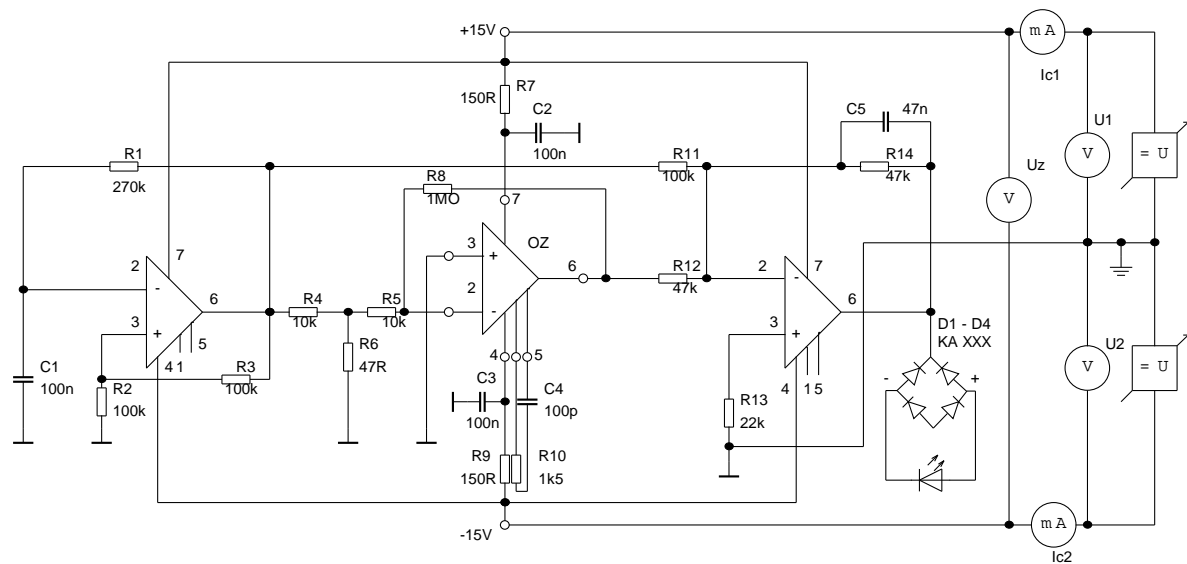 +15V
m A
Ic1
R7
150R
C2
100n
C5 47n
U1
V
= U
R1
270k
R11
100k
R14
47k
Uz
V
R8
1MO
7
OZ
7
2
-
6
3
+
4 1
5
R4
10k
R5
10k
3
+
2
-
6
R12
47k
2
-
7
6
3
+
4
1 5
D1 - D4
KA XXX
- +
U2
V
= U
C1
100n
R2
100k
R3
100k
R6
47R
4
5
C3
100n
C4
100p
R13
22k
R9
150R
R10
1k5
-15V
m A
Ic2